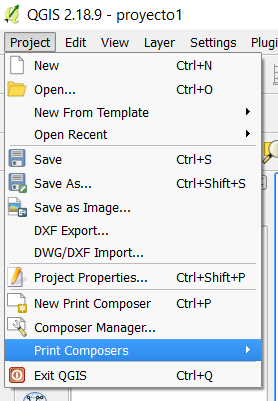 QGIS 2.18.9 - proyecto1
Project Edit View Layer Settings Plugi
New Ctrl+N
Open... Ctrl+O
New From Template
Open Recent
Save Ctrl+S
Save As... Ctrl+Shift+S
Save as Image...
DXF Export...
DWG/DXF Import...
Project Properties... Ctrl+Shift+P
New Print Composer Ctrl+P
Composer Manager...
Print Composers
Exit QGIS Ctrl+Q